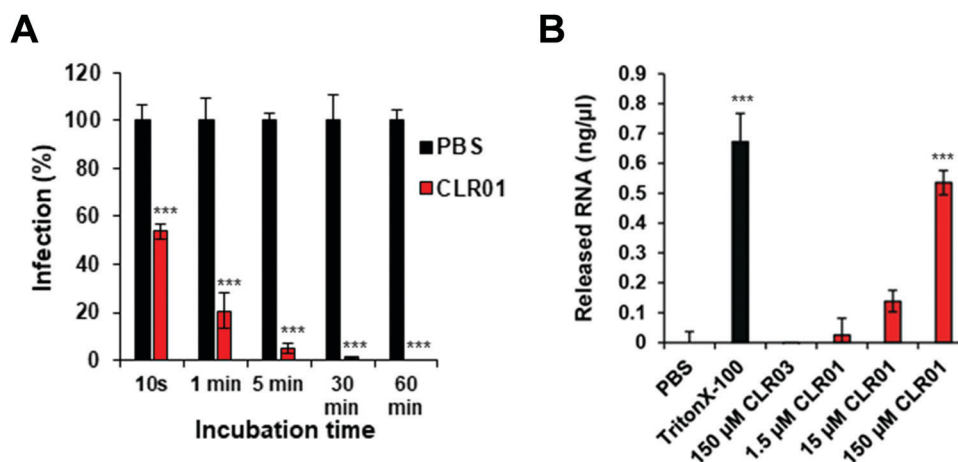 A
Infection (%)
120
100
80
60
40
20
0
***
***
***
***
***
PBS
CLR01
10s
1 min
5 min
30
min
60
min
Incubation time
B
Released RNA (ng/µl)
0.9
0.8
0.7
0.6
0.5
0.4
0.3
0.2
0.1
0
***
***
PBS
TritonX-100
150 µM CLR03
1.5 µM CLR01
15 µM CLR01
150 µM CLR01